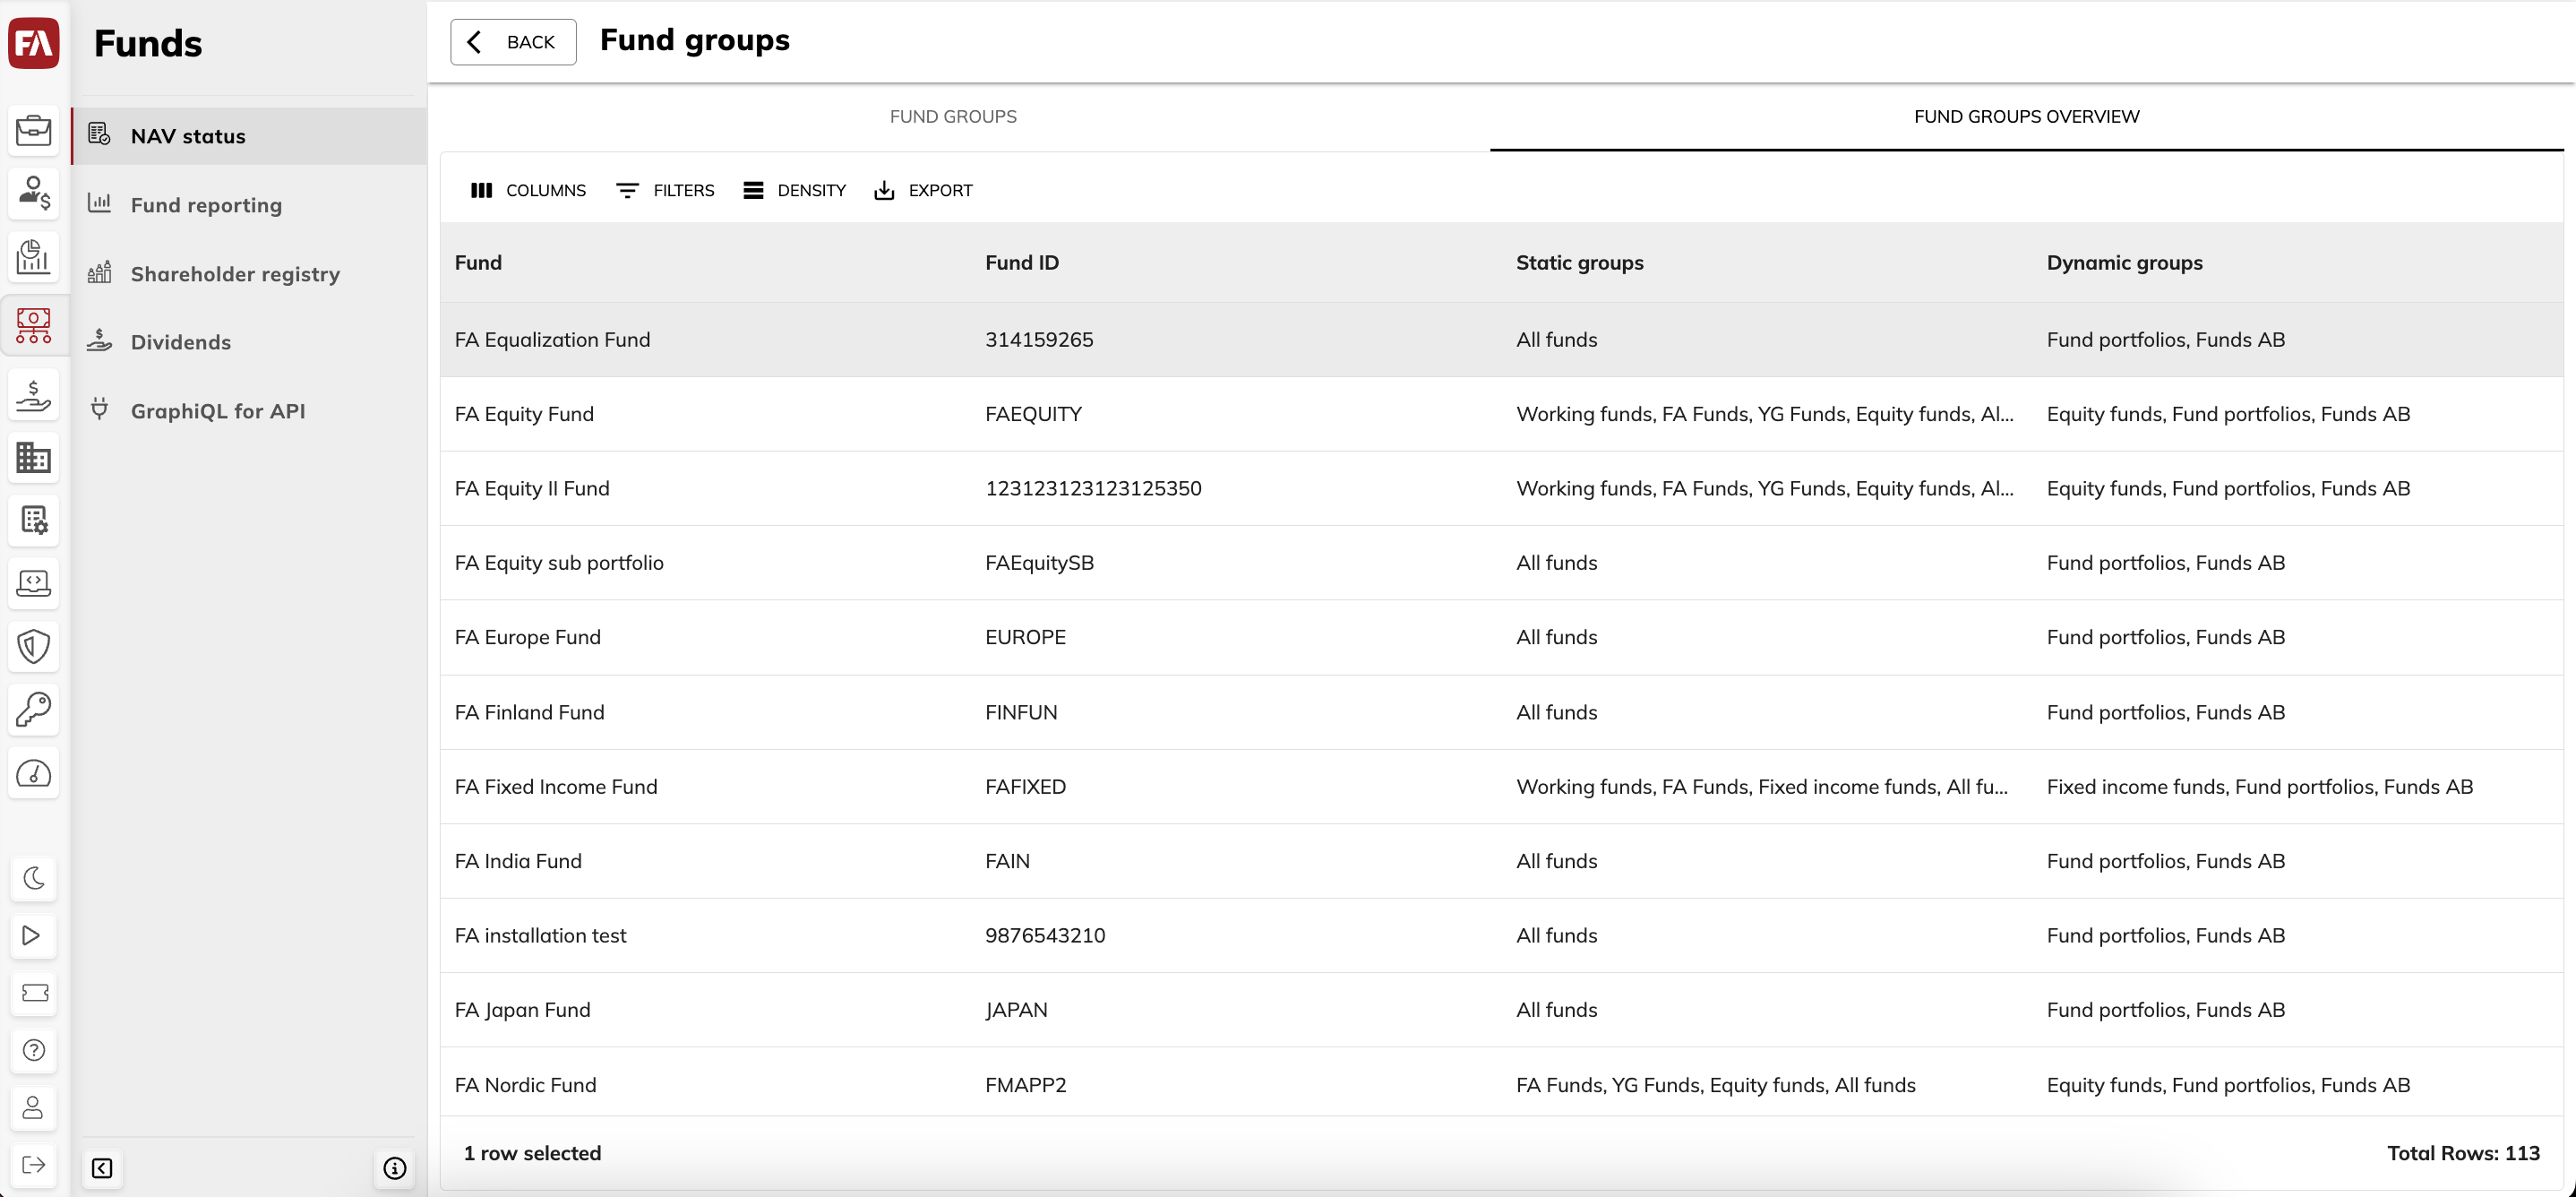 FA
Funds
BACK
Fund groups
NAV status
Fund reporting
Shareholder registry
Dividends
GraphiQL for API
FUND GROUPS
FUND GROUPS OVERVIEW
COLUMNS
FILTERS
DENSITY
EXPORT
Fund Fund ID Static groups Dynamic groups
FA Equalization Fund 314159265 All funds Fund portfolios, Funds AB
FA Equity Fund FAEQUITY Working funds, FA Funds, YG Funds, Equity funds, Al... Equity funds, Fund portfolios, Funds AB
FA Equity II Fund 123123123123125350 Working funds, FA Funds, YG Funds, Equity funds, Al... Equity funds, Fund portfolios, Funds AB
FA Equity sub portfolio FAEquitySB All funds Fund portfolios, Funds AB
FA Europe Fund EUROPE All funds Fund portfolios, Funds AB
FA Finland Fund FINFUN All funds Fund portfolios, Funds AB
FA Fixed Income Fund FAFIXED Working funds, FA Funds, Fixed income funds, All fu... Fixed income funds, Fund portfolios, Funds AB
FA India Fund FAIN All funds Fund portfolios, Funds AB
FA installation test 9876543210 All funds Fund portfolios, Funds AB
FA Japan Fund JAPAN All funds Fund portfolios, Funds AB
FA Nordic Fund FMAPP2 FA Funds, YG Funds, Equity funds, All funds Equity funds, Fund portfolios, Funds AB
1 row selected
Total Rows: 113